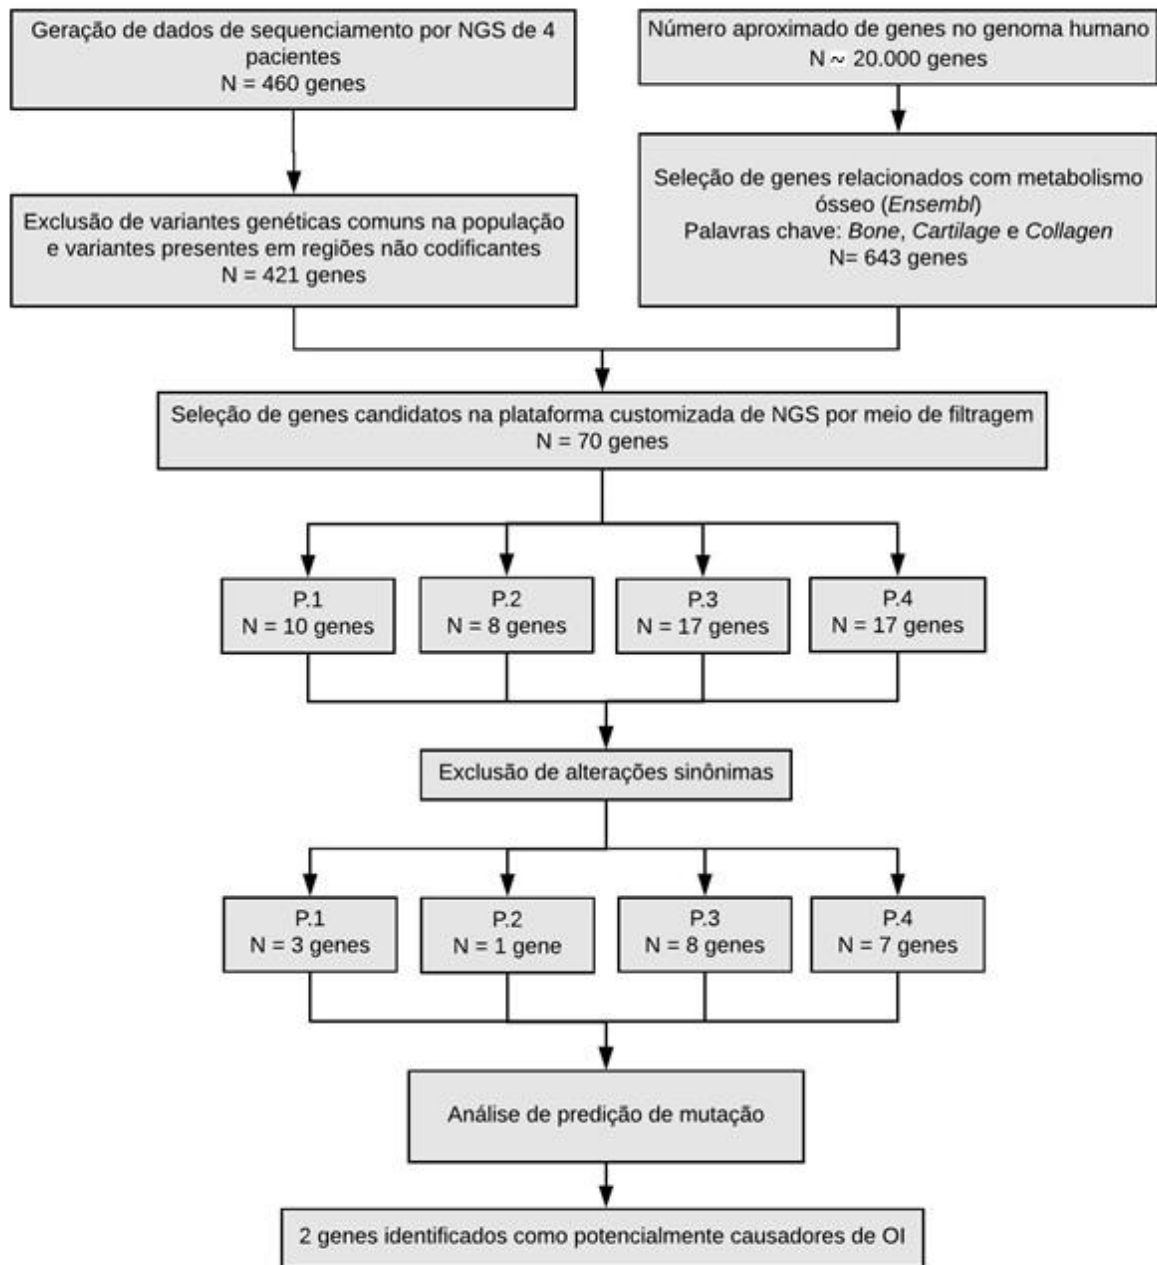 Geração de dados de sequenciamento por NGS de 4
pacientes
N = 460 genes
Número aproximado de genes no genoma humano
N ~ 20.000 genes
Exclusão de variantes genéticas comuns na população
e variantes presentes em regiões não codificantes
N = 421 genes
Seleção de genes relacionados com metabolismo
ósseo (Ensembl)
Palavras chave: Bone, Cartilage e Collagen
N= 643 genes
Seleção de genes candidatos na plataforma customizada de NGS por meio de filtragem
N = 70 genes
P.1
N = 10 genes
P.2
N = 8 genes
P.3
N = 17 genes
P.4
N = 17 genes
Exclusão de alterações sinônimas
P.1
N = 3 genes
P.2
N = 1 gene
P.3
N = 8 genes
P.4
N = 7 genes
Análise de predição de mutação
2 genes identificados como potencialmente causadores de OI